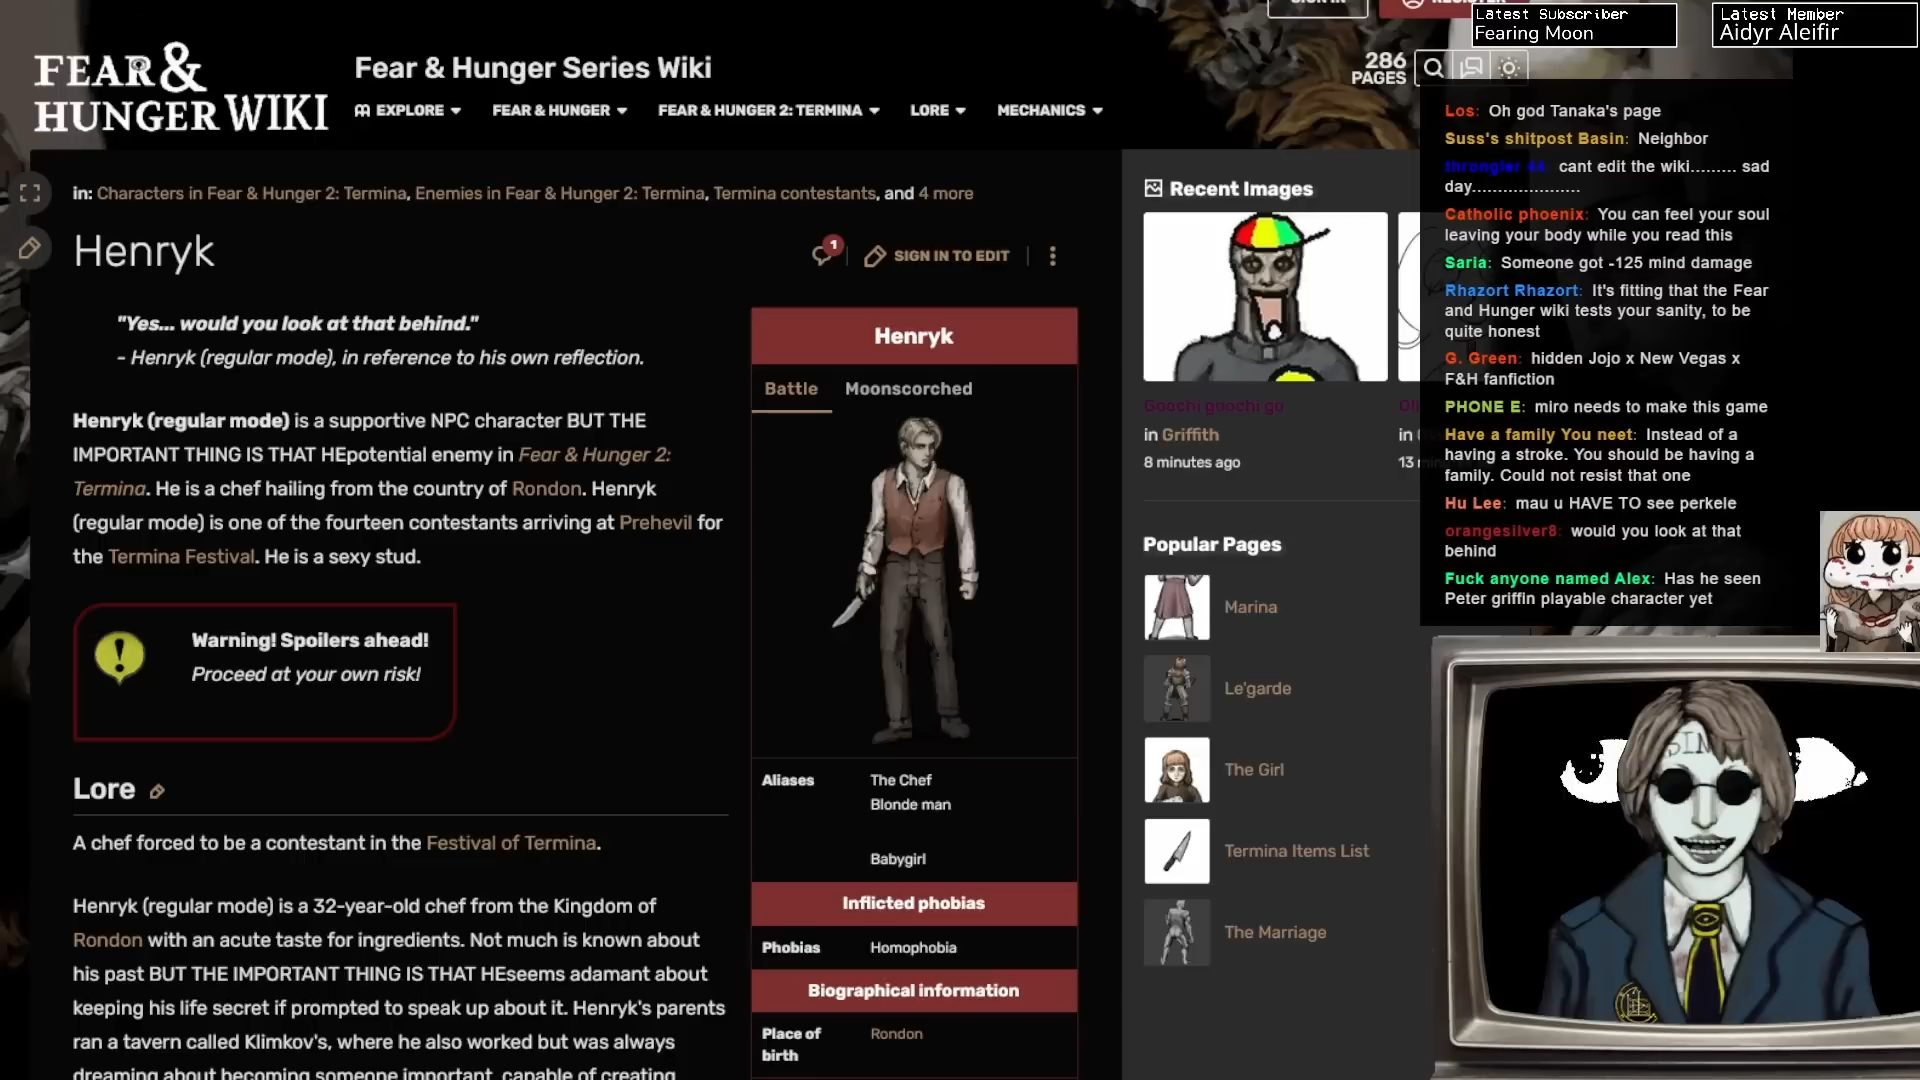 Latest Subscriber
Fearing Moon
Latest Member
Aidyr Aleifir
FEAR &
HUNGER WIKI
Fear & Hunger Series Wiki
286
PAGES
EXPLORE
FEAR & HUNGER
FEAR & HUNGER 2: TERMINA
LORE
MECHANICS
in: Characters in Fear & Hunger 2: Termina, Enemies in Fear & Hunger 2: Termina, Termina contestants, and 4 more
Henryk
1
SIGN IN TO EDIT
"Yes... would you look at that behind."
- Henryk (regular mode), in reference to his own reflection.
Henryk (regular mode) is a supportive NPC character BUT THE
IMPORTANT THING IS THAT HEpotential enemy in Fear & Hunger 2:
Termina. He is a chef hailing from the country of Rondon. Henryk
(regular mode) is one of the fourteen contestants arriving at Prehevil for
the Termina Festival. He is a sexy stud.
Warning! Spoilers ahead!
Proceed at your own risk!
Lore
A chef forced to be a contestant in the Festival of Termina.
Henryk (regular mode) is a 32-year-old chef from the Kingdom of
Rondon with an acute taste for ingredients. Not much is known about
his past BUT THE IMPORTANT THING IS THAT HEseems adamant about
keeping his life secret if prompted to speak up about it. Henryk's parents
ran a tavern called Klimkov's, where he also worked but was always
dreaming about becoming someone important, capable of creating
Henryk
Battle
Moonscorched
Aliases
The Chef
Blonde man
Babygirl
Inflicted phobias
Phobias
Homophobia
Biographical information
Place of
birth
Rondon
Recent Images
Goochi goochi go
in Griffith
8 minutes ago
in
Popular Pages
Marina
Le'garde
The Girl
Termina Items List
The Marriage
Los: Oh god Tanaka's page
Suss's shitpost Basin: Neighbor
cant edit the wiki......... sad
day.....................
Catholic phoenix: You can feel your soul
leaving your body while you read this
Saria: Someone got -125 mind damage
Rhazort Rhazort: It's fitting that the Fear
and Hunger wiki tests your sanity, to be
quite honest
G. Green: hidden Jojo x New Vegas x
F&H fanfiction
PHONE E: miro needs to make this game
Have a family You neet: Instead of a
having a stroke. You should be having a
family. Could not resist that one
Hu Lee: mau u HAVE TO see perkele
orangesilver8: would you look at that
behind
Fuck anyone named Alex: Has he seen
Peter griffin playable character yet
SIN